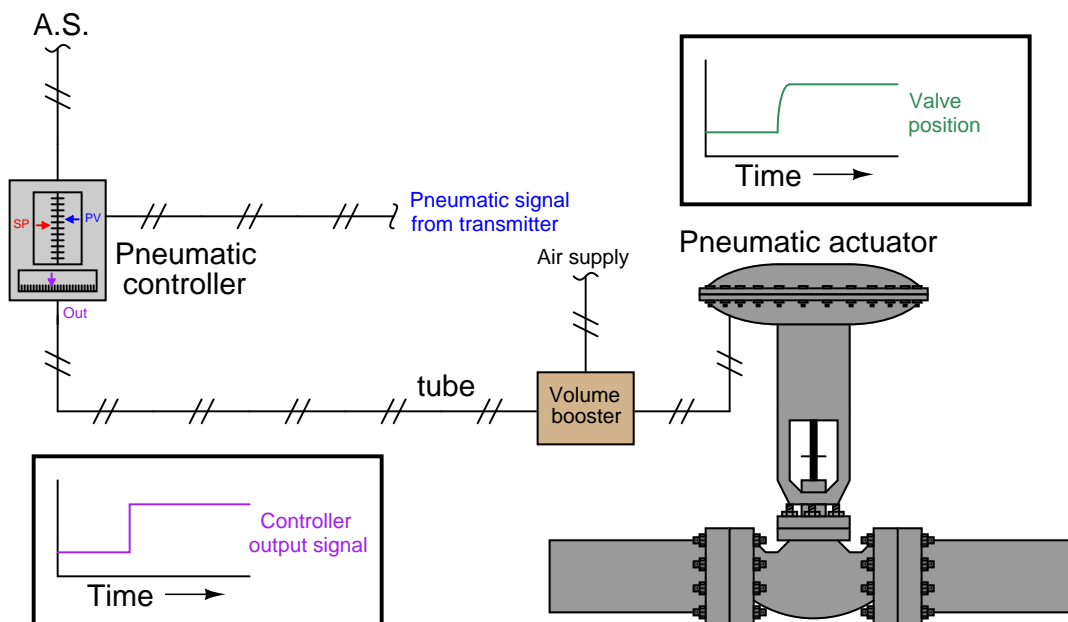 A.S.
Valve
position
Time
SP
PV
Pneumatic signal
from transmitter
Pneumatic
controller
Out
Air supply
Pneumatic actuator
tube
Volume
booster
Controller
output signal
Time